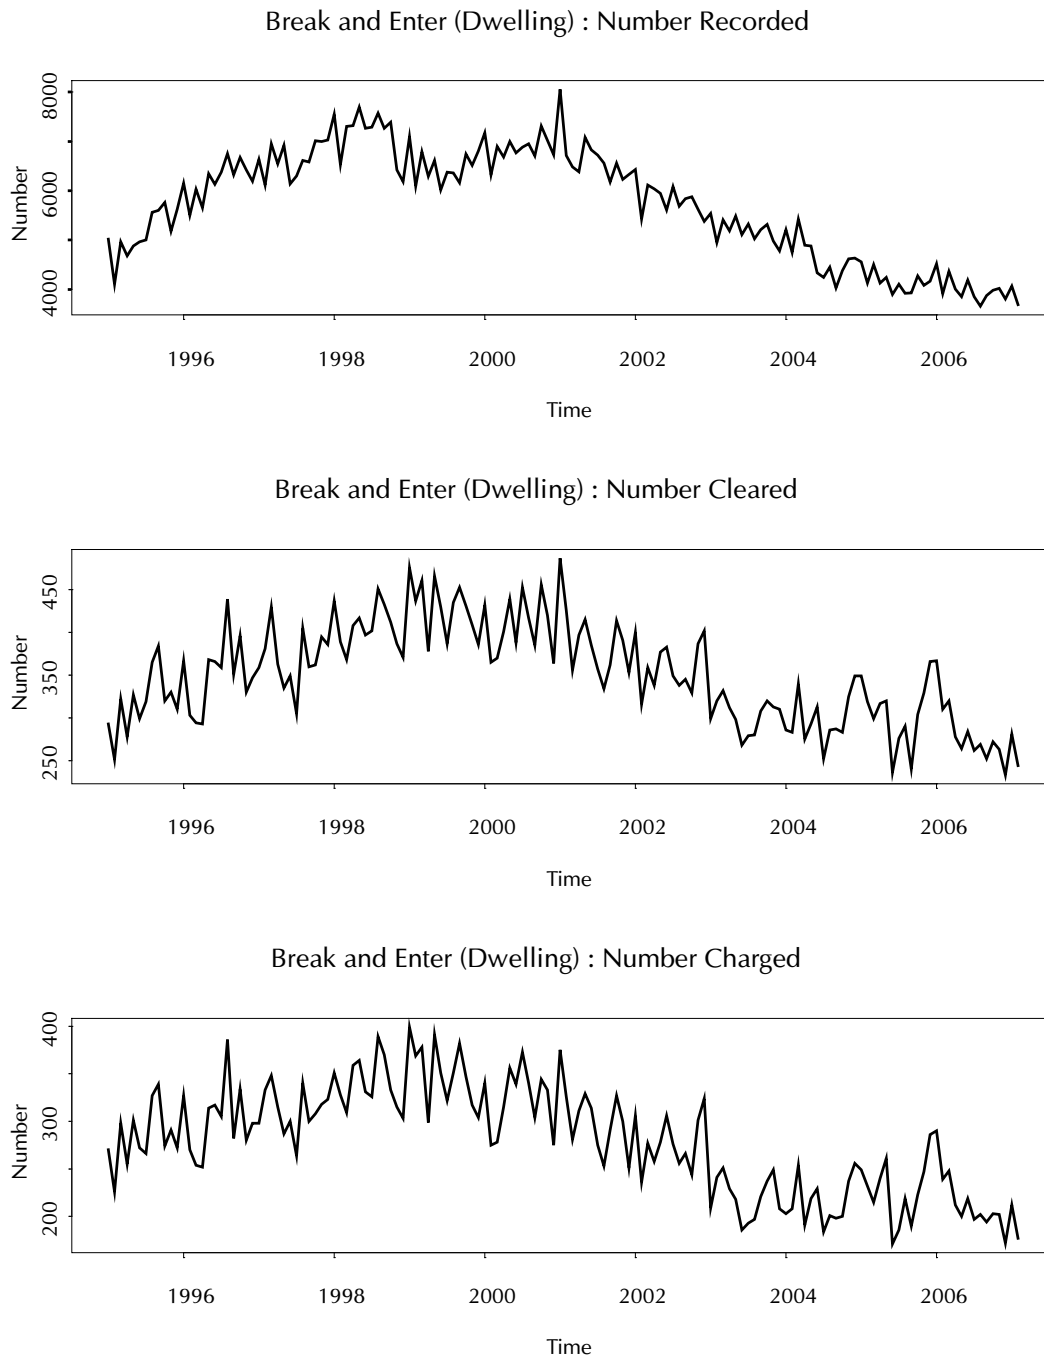 Break and Enter (Dwelling) : Number Recorded
Number
8000
6000
4000
1996 1998 2000 2002 2004 2006
Time
Break and Enter (Dwelling) : Number Cleared
Number
450
350
250
1996 1998 2000 2002 2004 2006
Time
Break and Enter (Dwelling) : Number Charged
Number
400
300
200
1996 1998 2000 2002 2004 2006
Time